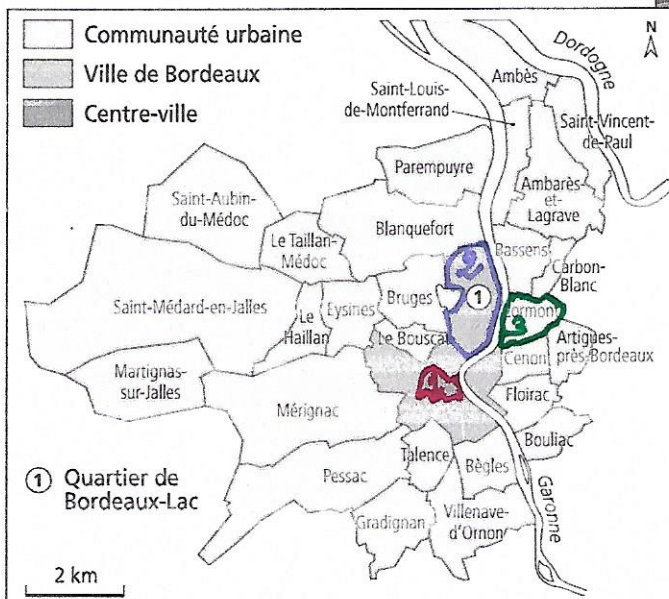 Communauté urbaine
Ville de Bordeaux
Centre-ville
N
Dordogne
Ambès
Saint-Louis-
de-Montferrand
Saint-Vincent-
de-Paul
Parempuyre
Ambarès-
et-
Lagrave
Saint-Aubin-
du-Médoc
Blanquefort
Le Taillan-
Médoc
Bassens
Carbon-
Blanc
2
1
Saint-Médard-en-Jalles
Le
Haillan
Eysines
Bruges
Lormont
3
Le Bouscat
Artigues-
près-Bordeaux
Cenon
Martignas-
sur-Jalles
Mérignac
Floirac
Bouliac
1 Quartier de
Bordeaux-Lac
Talence
Bègles
Pessac
Garonne
Gradignan
Villenave-
d'Ornon
2 km